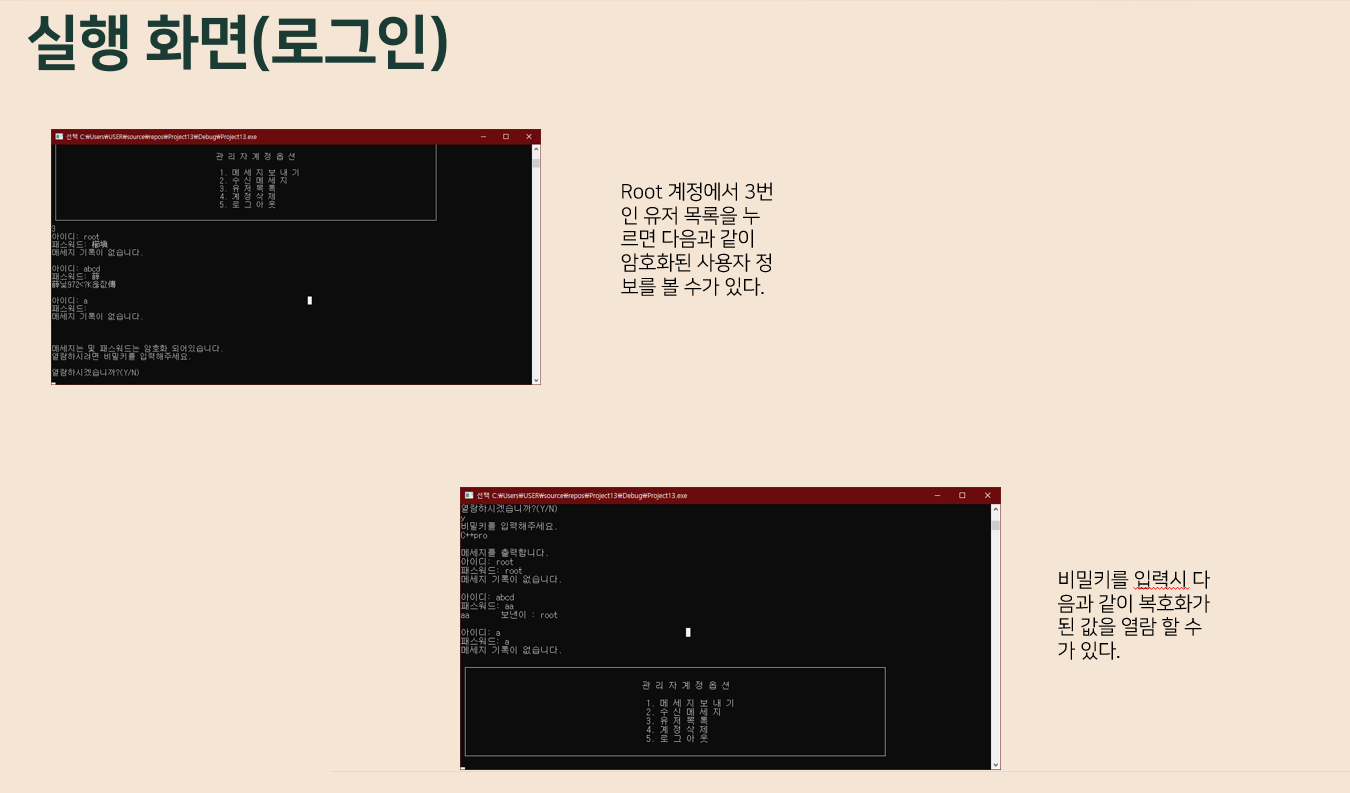 실행 화면(로그인)
선택 C:￦Users￦USER￦source￦repos￦Project13￦Debug￦Project13.exe
관 리 자 계 정 옵 션
1. 메 세 지 보 내 기
2. 수 신 메 세 지
3. 유 저 목 록
4. 계 정 삭 제
5. 로 그 아 웃
3
아이디: root
패스워드:
메세지 기록이 없습니다.
아이디: abcd
패스워드: 薛
아이디: a
패스워드:
메세지 기록이 없습니다.
메세지는 및 패스워드는 암호화 되어있습니다.
열람하시려면 비밀키를 입력해주세요.
열람하시겠습니까?(Y/N)
Root 계정에서 3번
인 유저 목록을 누
르면 다음과 같이
암호화된 사용자 정
보를 볼 수가 있다.
선택 C:￦Users￦USER￦source￦repos￦Project13￦Debug￦Project13.exe
열람하시겠습니까?(Y/N)
y
비밀키를 입력해주세요.
C++pro
메세지를 출력합니다.
아이디: root
패스워드: root
메세지 기록이 없습니다.
아이디: abcd
패스워드: aa
aa 보낸이 : root
아이디: a
패스워드: a
메세지 기록이 없습니다.
관 리 자 계 정 옵 션
1. 메 세 지 보 내 기
2. 수 신 메 세 지
3. 유 저 목 록
4. 계 정 삭 제
5. 로 그 아 웃
비밀키를 입력시 다
음과 같이 복호화가
된 값을 열람 할 수
가 있다.